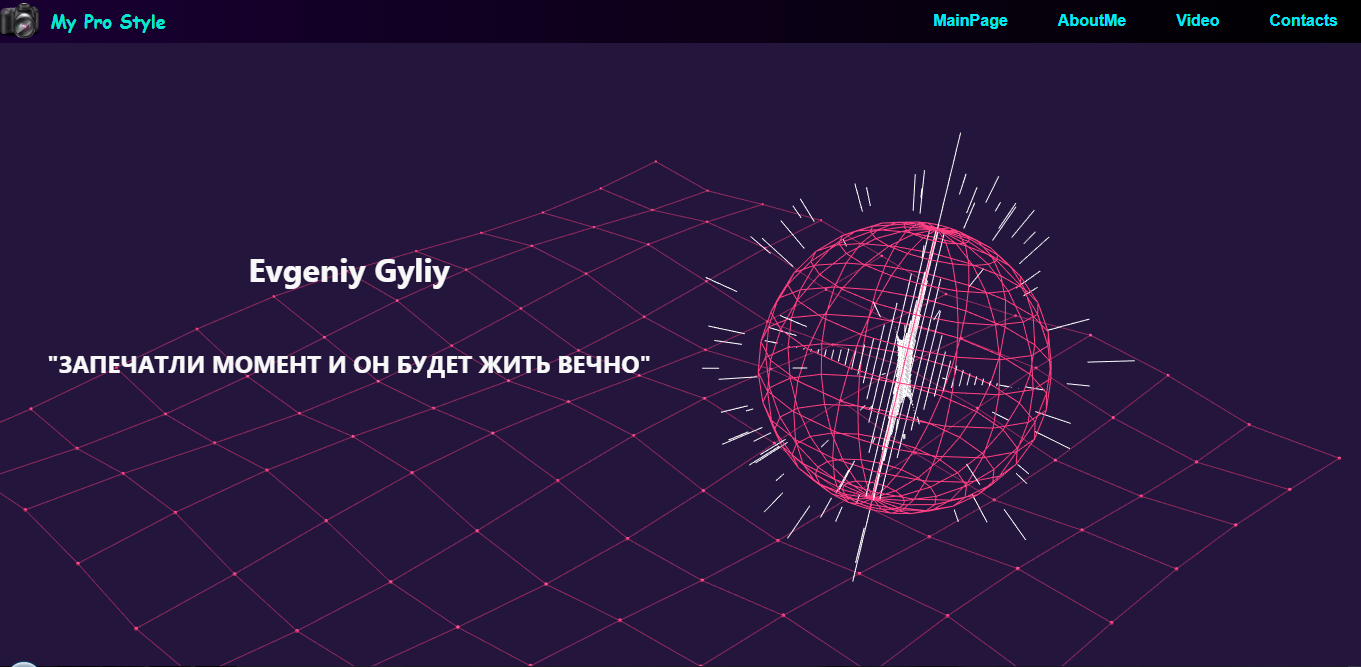 My Pro Style
MainPage
AboutMe
Video
Contacts
Evgeniy Gyliy
"ЗАПЕЧАТЛИ МОМЕНТ И ОН БУДЕТ ЖИТЬ ВЕЧНО"